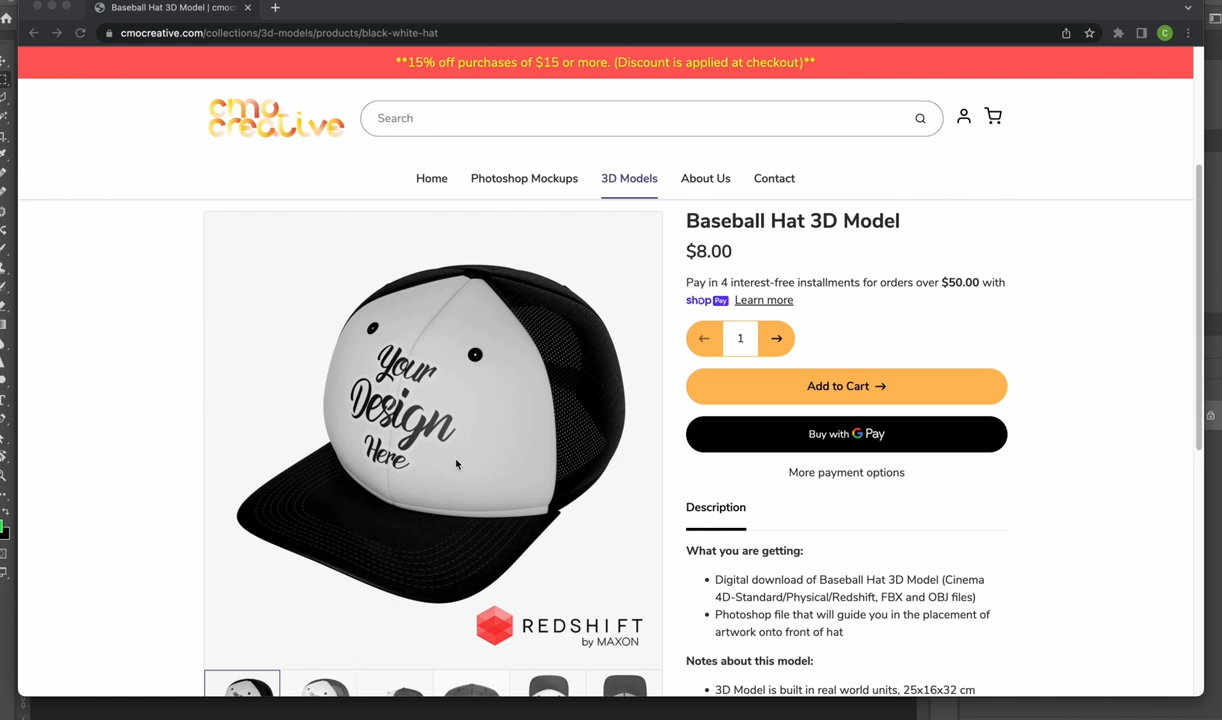 Baseball Hat 3D Model | cmoc
cmocreative.com/collections/3d-models/products/black-white-hat
C
**15% off purchases of $15 or more. (Discount is applied at checkout)**
cmo
creative
Search
Home
Photoshop Mockups
3D Models
About Us
Contact
Your
Design
Here
REDSHIFT
by MAXON
Baseball Hat 3D Model
$8.00
Pay in 4 interest-free installments for orders over $50.00 with
shop Pay Learn more
1
Add to Cart →
Buy with G Pay
More payment options
Description
What you are getting:
• Digital download of Baseball Hat 3D Model (Cinema
4D-Standard/Physical/Redshift, FBX and OBJ files)
• Photoshop file that will guide you in the placement of
artwork onto front of hat
Notes about this model:
• 3D Model is built in real world units, 25x16x32 cm